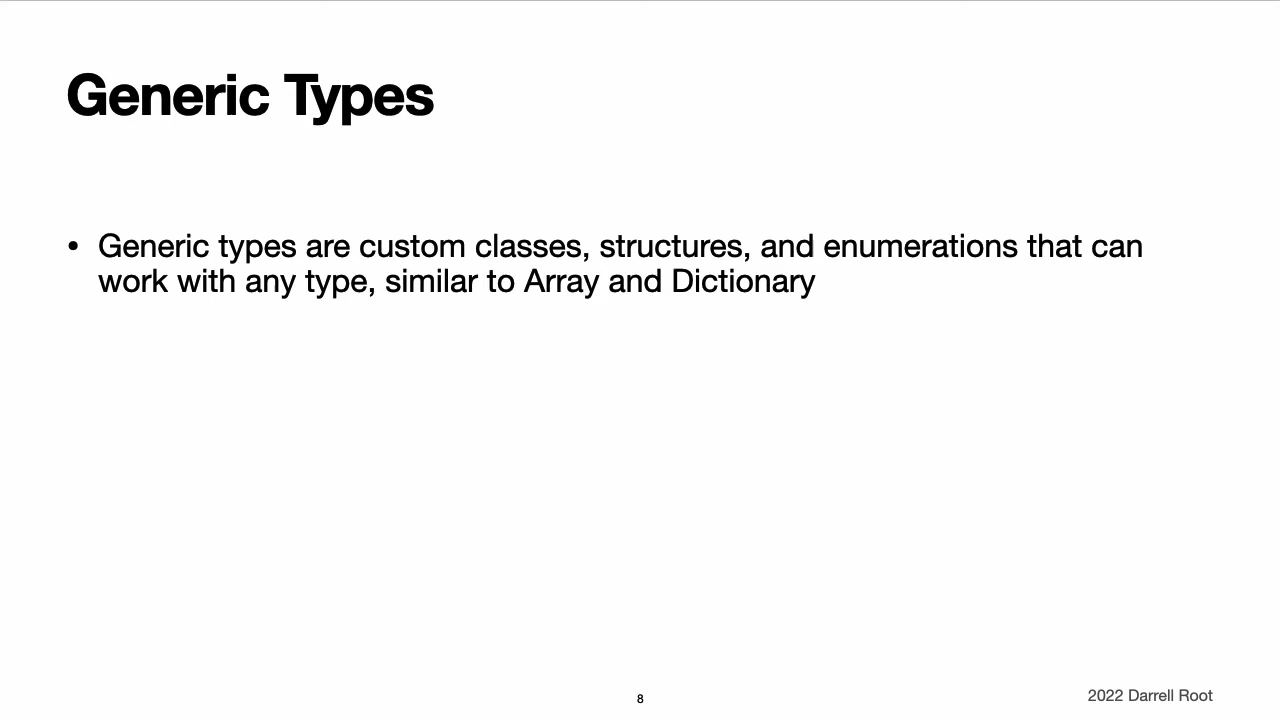 Generic Types
• Generic types are custom classes, structures, and enumerations that can
work with any type, similar to Array and Dictionary
8
2022 Darrell Root